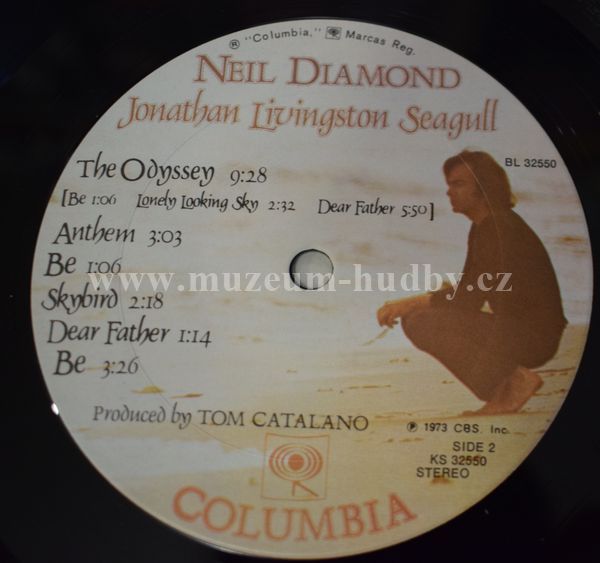 ® "Columbia," Marcas Reg.
NEIL DIAMOND
Jonathan Livingston Seagull
BL 32550
The Odyssey 9:28
[Be 1:06 Lonely Looking Sky 2:32 Dear Father 5:50]
Anthem 3:03
Be 1:06
www.muzeum-hudby.cz
Skybird 2:18
Dear Father 1:14
Be 3:26
Produced by TOM CATALANO
℗ 1973 CBS. Inc.
SIDE 2
KS 32550
STEREO
COLUMBIA